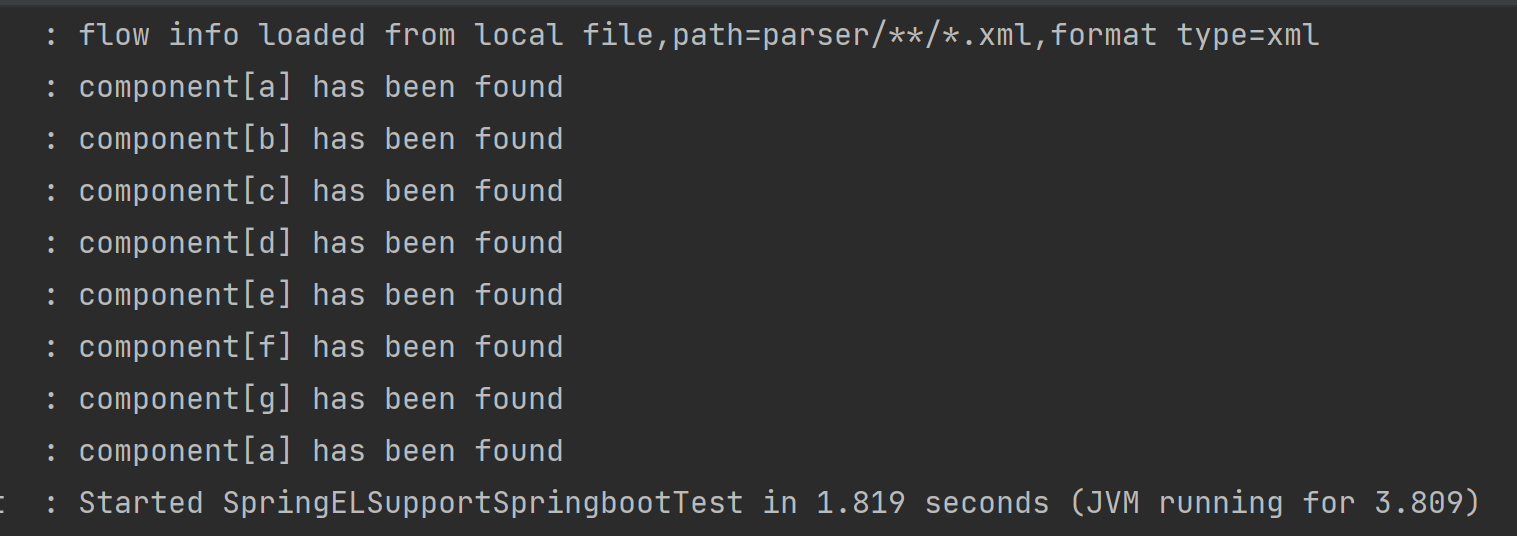 : flow info loaded from local file,path=parser/**/*.xml,format type=xml
: component[a] has been found
: component[b] has been found
: component[c] has been found
: component[d] has been found
: component[e] has been found
: component[f] has been found
: component[g] has been found
: component[a] has been found
: Started SpringELSupportSpringbootTest in 1.819 seconds (JVM running for 3.809)